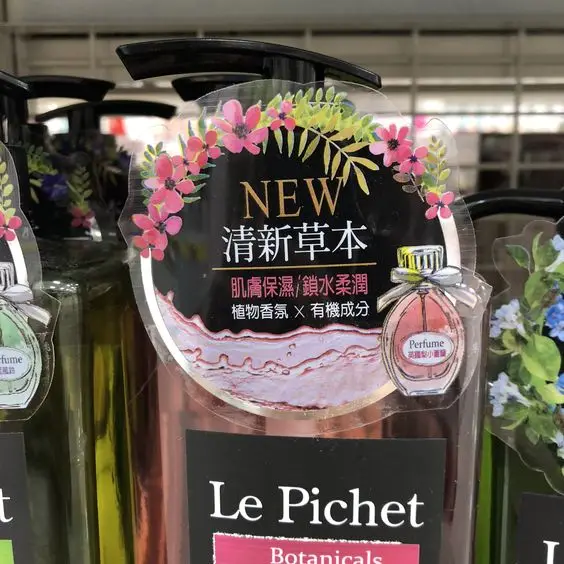 NEW
清新草本
肌膚保濕/鎖水柔潤
植物香氛 × 有機成分
Perfume
英國梨小蒼蘭
Le Pichet
Botanicals